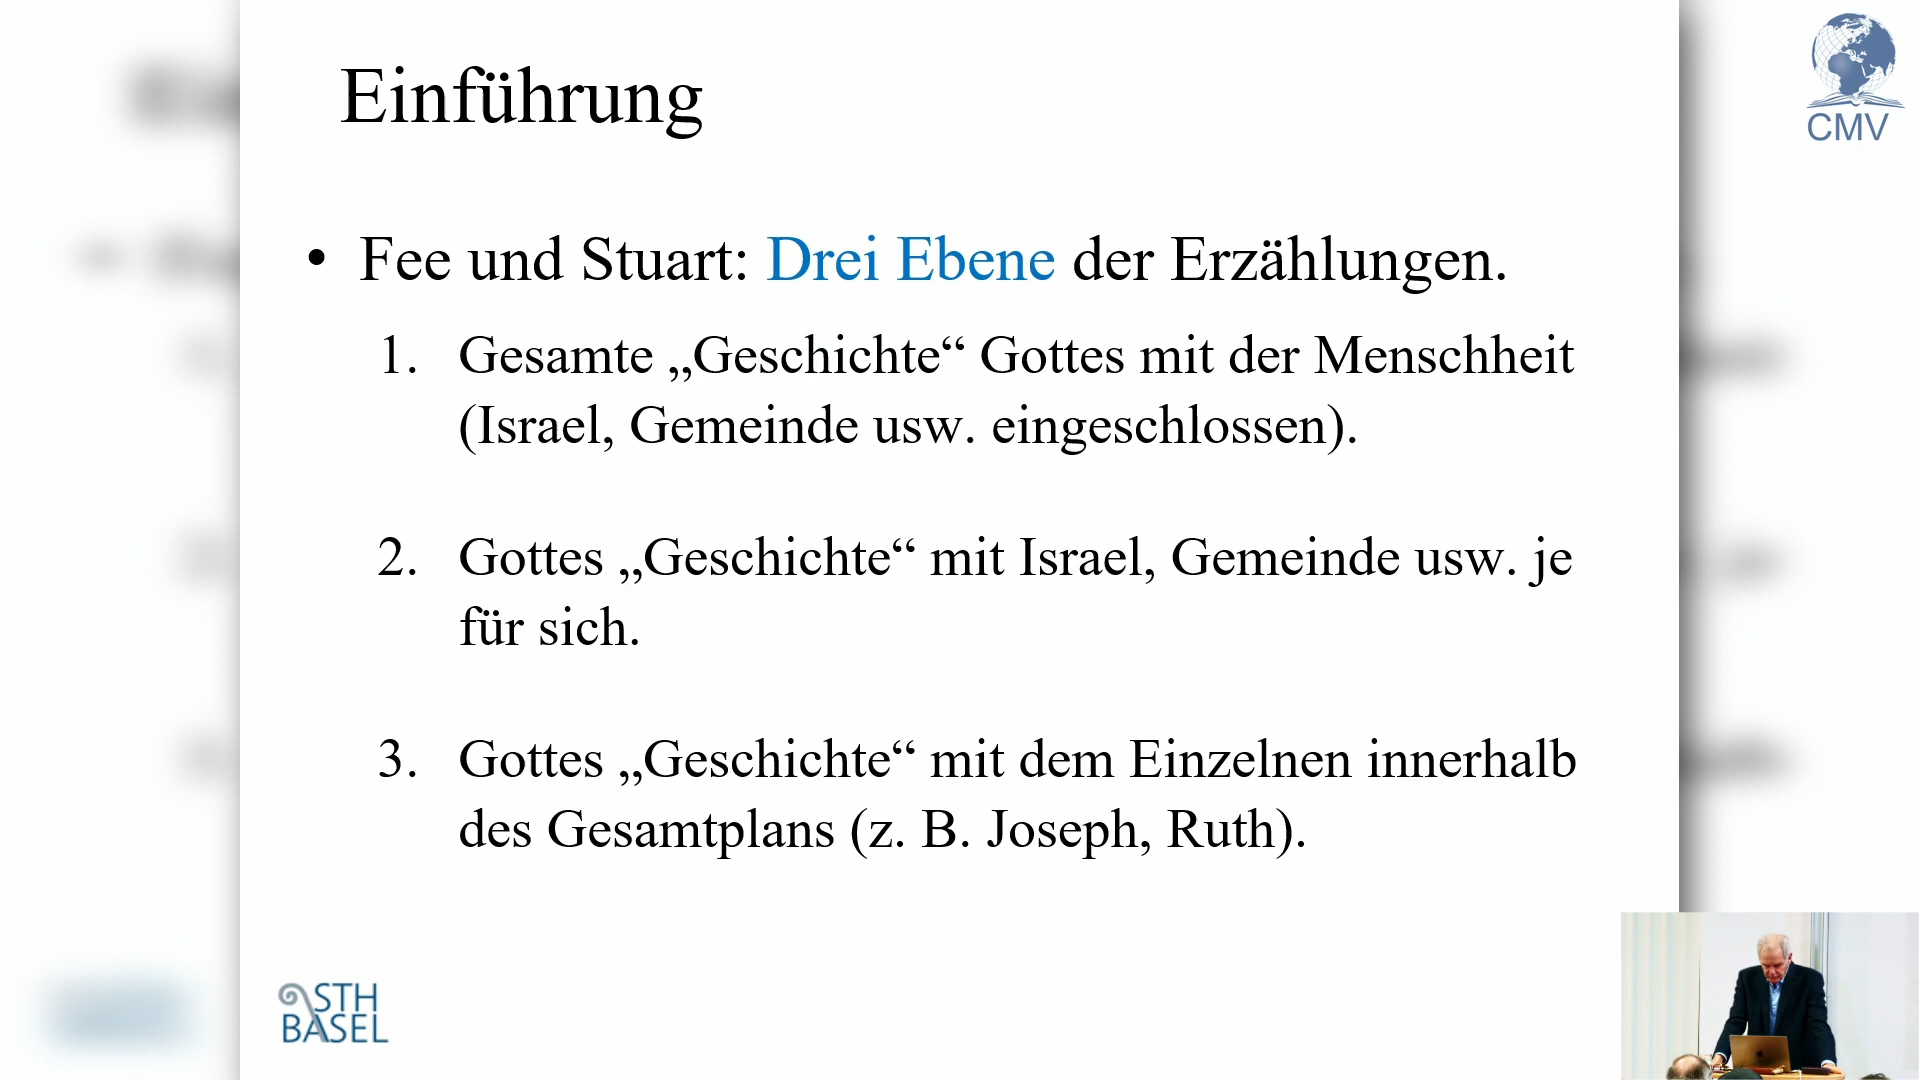 Einführung
CMV
• Fee und Stuart: Drei Ebene der Erzählungen.
1. Gesamte „Geschichte“ Gottes mit der Menschheit
(Israel, Gemeinde usw. eingeschlossen).
2. Gottes „Geschichte“ mit Israel, Gemeinde usw. je
für sich.
3. Gottes „Geschichte“ mit dem Einzelnen innerhalb
des Gesamtplans (z. B. Joseph, Ruth).
STH
BASEL